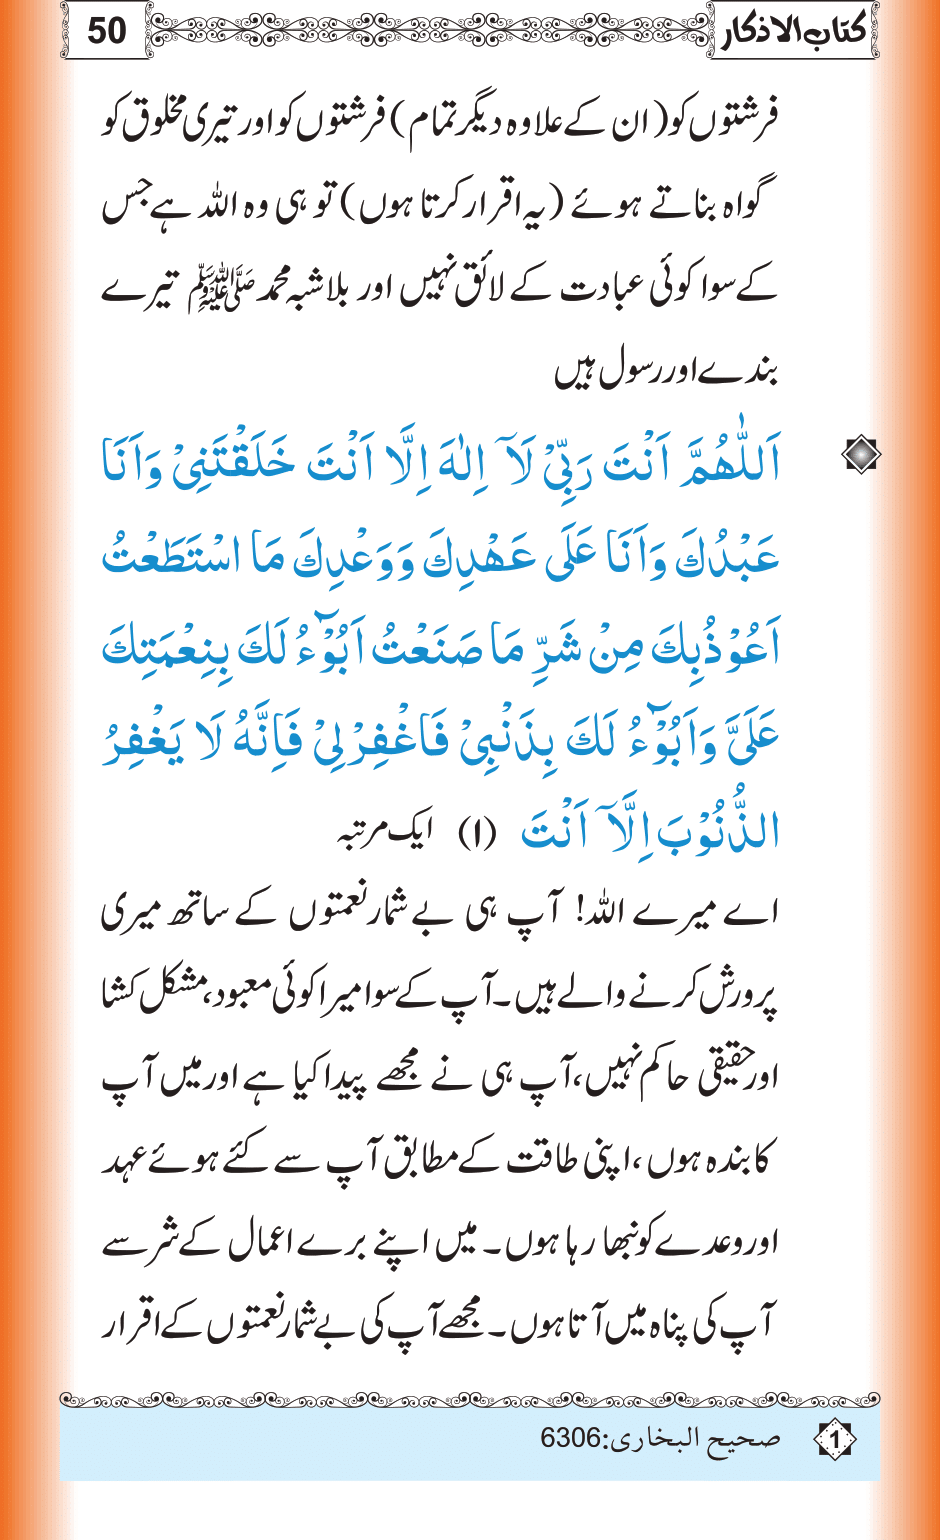 کتاب الاذکار 50
فرشتوں کو (ان کے علاوہ دیگر تمام) فرشتوں کو اور تیری مخلوق کو
گواہ بناتے ہوئے (یہ اقرار کرتا ہوں) تو ہی وہ اللہ ہے جس
کے سوا کوئی عبادت کے لائق نہیں اور بلاشبہ محمد ﷺ تیرے
بندے اور رسول ہیں
اَللّٰهُمَّ اَنْتَ رَبِّیْ لَآ اِلٰهَ اِلَّا اَنْتَ خَلَقْتَنِیْ وَاَنَا
عَبْدُكَ وَاَنَا عَلَی عَهْدِكَ وَوَعْدِكَ مَا اسْتَطَعْتُ
اَعُوْذُبِكَ مِنْ شَرِّ مَا صَنَعْتُ اَبُوْٓءُ لَكَ بِنِعْمَتِكَ
عَلَیَّ وَاَبُوْٓءُ لَكَ بِذَنْبِیْ فَاغْفِرْلِیْ فَاِنَّهُ لَا یَغْفِرُ
الذُّنُوْبَ اِلَّآ اَنْتَ (۱) ایک مرتبہ
اے میرے اللہ! آپ ہی بے شمار نعمتوں کے ساتھ میری
پرورش کرنے والے ہیں۔ آپ کے سوا میرا کوئی معبود، مشکل کشا
اور حقیقی حاکم نہیں، آپ ہی نے مجھے پیدا کیا ہے اور میں آپ
کا بندہ ہوں، اپنی طاقت کے مطابق آپ سے کئے ہوئے عہد
اور وعدے کو نبھا رہا ہوں۔ میں اپنے برے اعمال کے شر سے
آپ کی پناہ میں آتا ہوں۔ مجھے آپ کی بے شمار نعمتوں کے اقرار
1 صحیح البخاری:6306